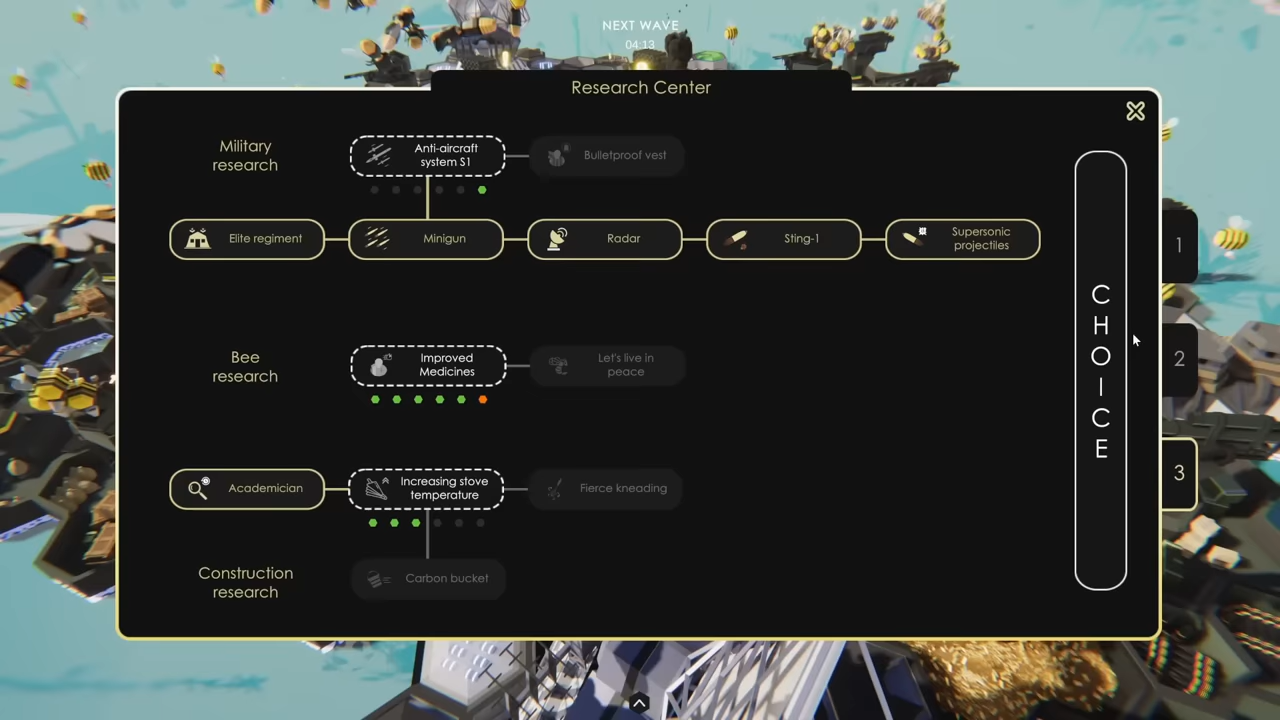 NEXT WAVE
04:13
Research Center
Military
research
Anti-aircraft
system S1
Bulletproof vest
Elite regiment
Minigun
Radar
Sting-1
Supersonic
projectiles
Bee
research
Improved
Medicines
Let's live in
peace
Academician
Increasing stove
temperature
Fierce kneading
Construction
research
Carbon bucket
CHOICE
1
2
3